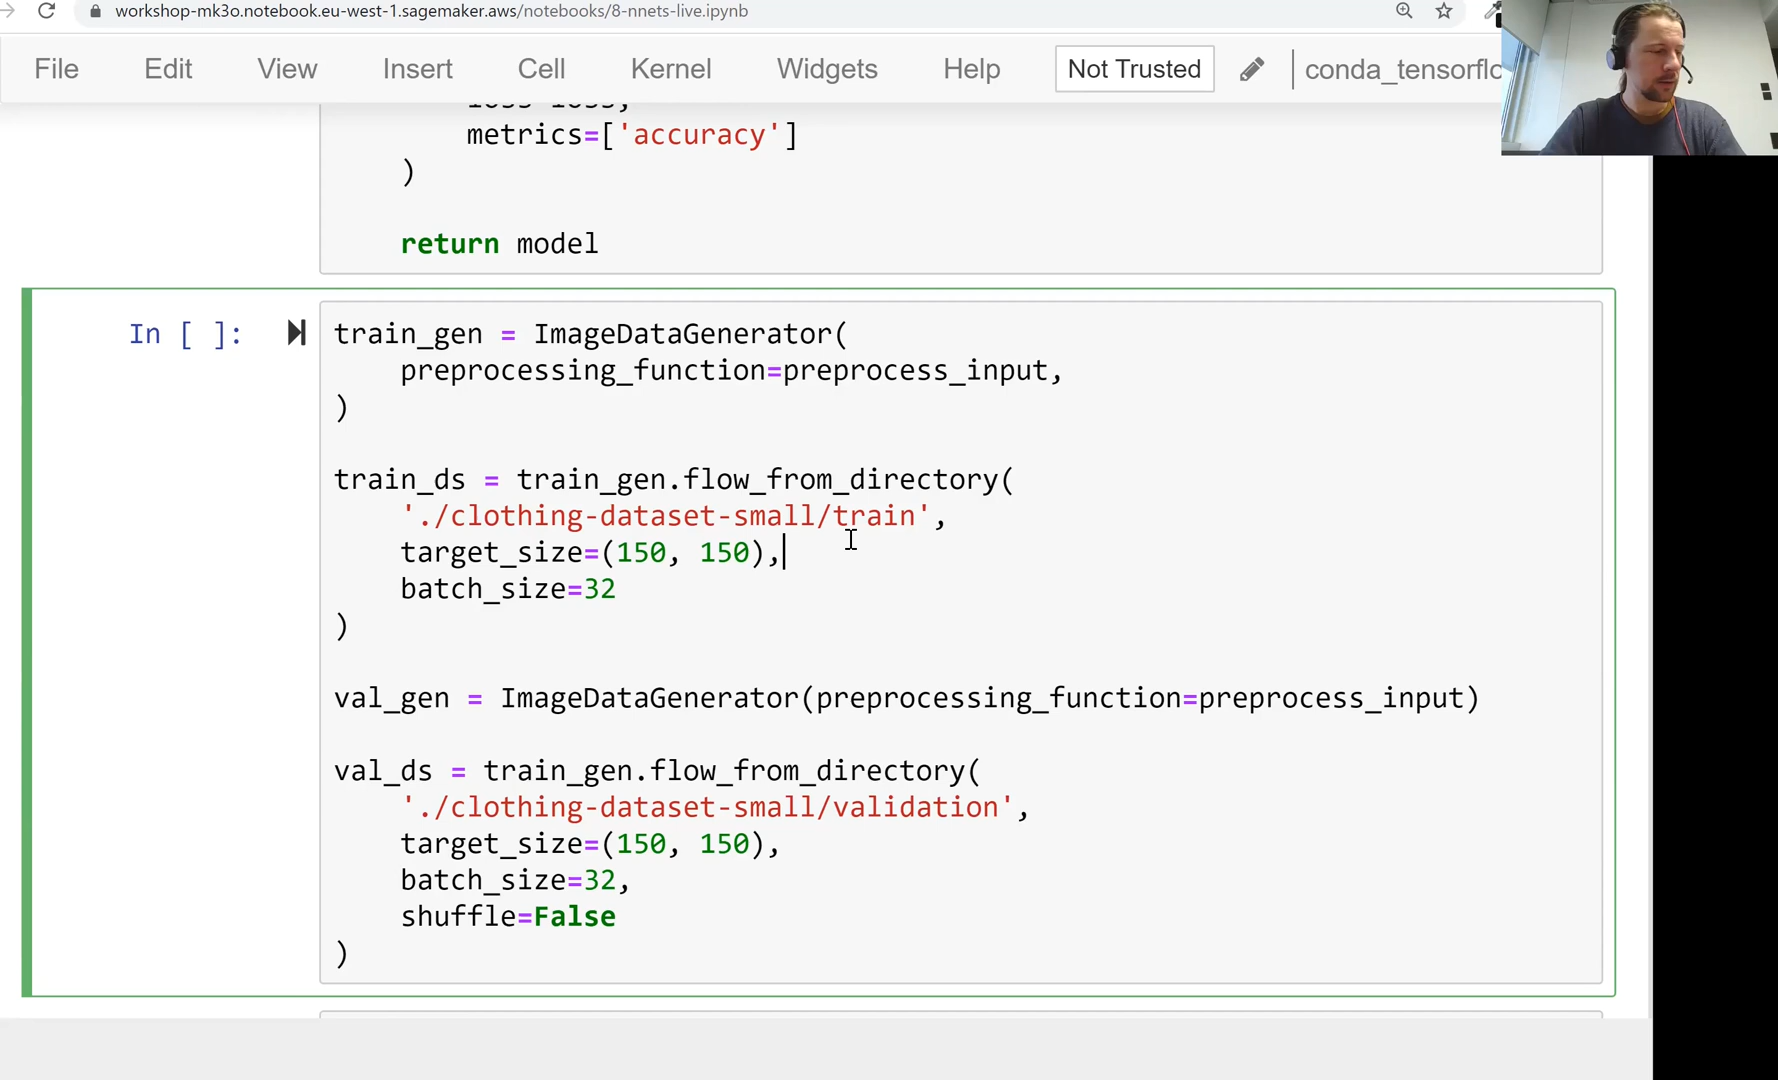 workshop-mk3o.notebook.eu-west-1.sagemaker.aws/notebooks/8-nnets-live.ipynb
File Edit View Insert Cell Kernel Widgets Help Not Trusted conda_tensorflo
loss=loss,
metrics=['accuracy']
)
return model
In [ ]:
train_gen = ImageDataGenerator(
preprocessing_function=preprocess_input,
)
train_ds = train_gen.flow_from_directory(
'./clothing-dataset-small/train',
target_size=(150, 150),
batch_size=32
)
val_gen = ImageDataGenerator(preprocessing_function=preprocess_input)
val_ds = train_gen.flow_from_directory(
'./clothing-dataset-small/validation',
target_size=(150, 150),
batch_size=32,
shuffle=False
)